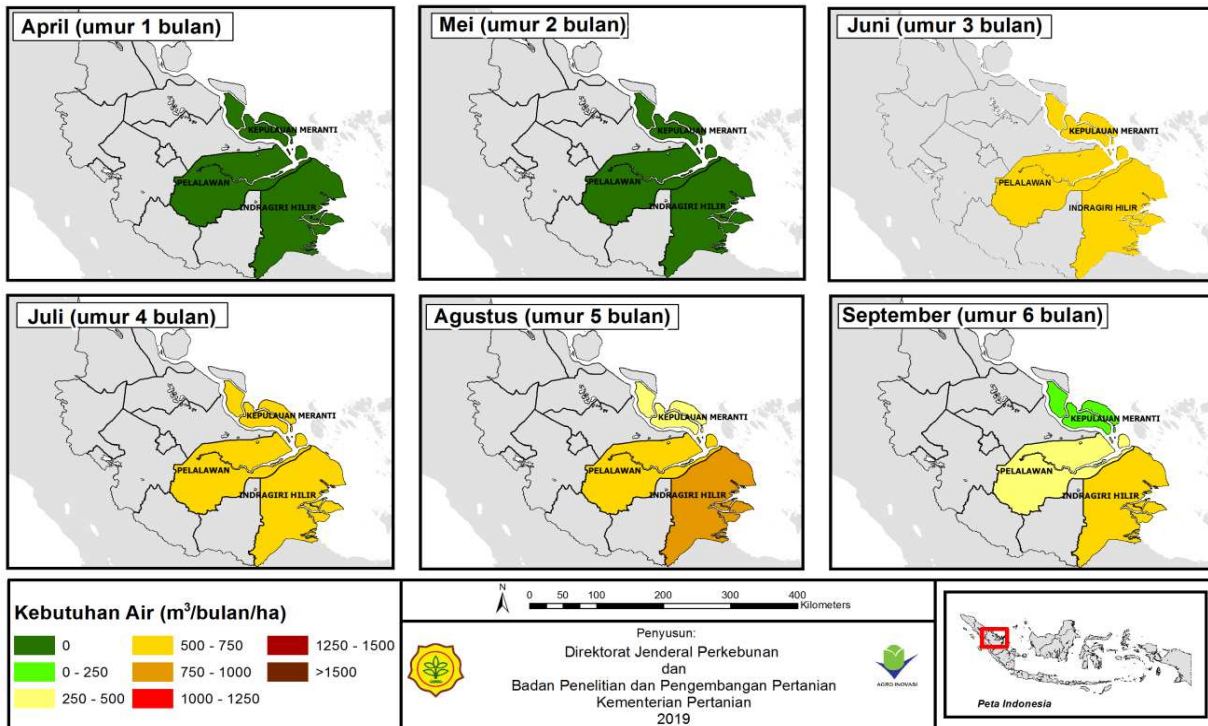 April (umur 1 bulan)
KEPULAUAN MERANTI
PELALAWAN
INDRAGIRI HILIR
Mei (umur 2 bulan)
KEPULAUAN MERANTI
PELALAWAN
INDRAGIRI HILIR
Juni (umur 3 bulan)
KEPULAUAN MERANTI
PELALAWAN
INDRAGIRI HILIR
Juli (umur 4 bulan)
KEPULAUAN MERANTI
PELALAWAN
INDRAGIRI HILIR
Agustus (umur 5 bulan)
KEPULAUAN MERANTI
PELALAWAN
INDRAGIRI HILIR
September (umur 6 bulan)
KEPULAUAN MERANTI
PELALAWAN
INDRAGIRI HILIR
Kebutuhan Air (m³/bulan/ha)
0
0 - 250
250 - 500
500 - 750
750 - 1000
1000 - 1250
1250 - 1500
>1500
N
0 50 100 200 300 400
Kilometers
Penyusun:
Direktorat Jenderal Perkebunan
dan
Badan Penelitian dan Pengembangan Pertanian
Kementerian Pertanian
2019
AGRO INOVASI
Peta Indonesia